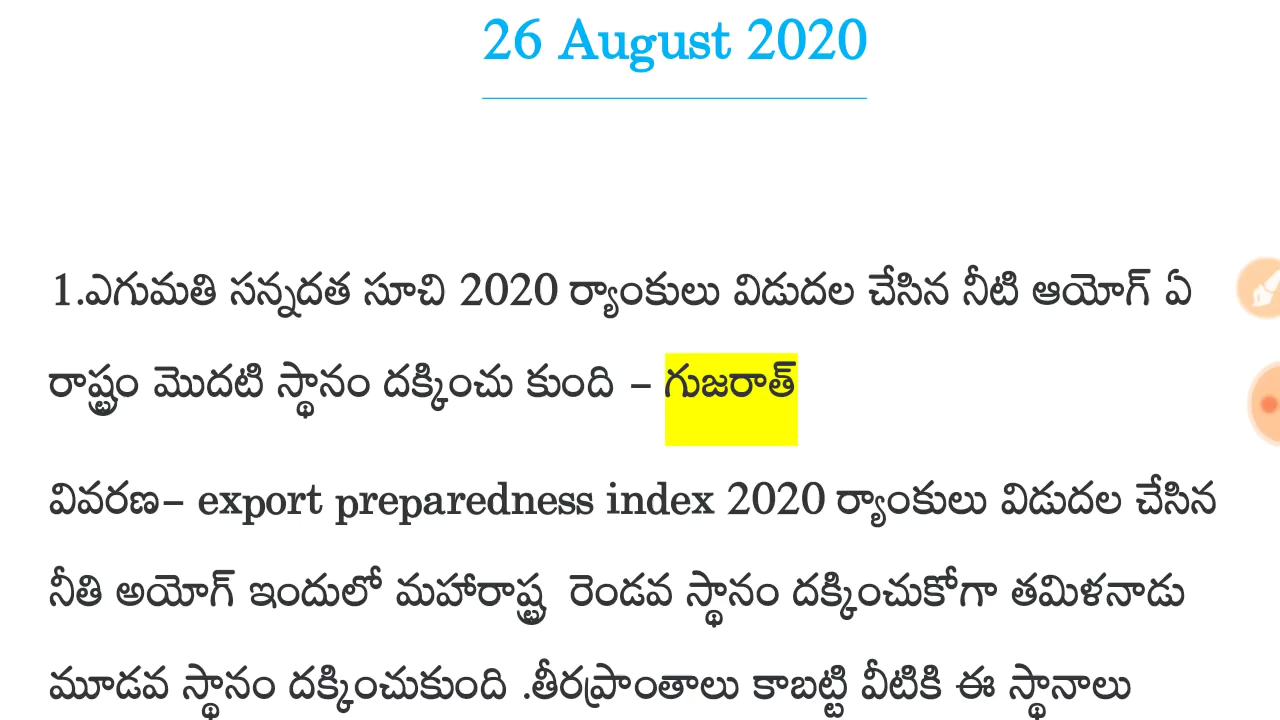 26 August 2020
1.ఎగుమతి సన్నదత సూచి 2020 ర్యాంకులు విడుదల చేసిన నీటి ఆయోగ్ ఏ
రాష్ట్రం మొదటి స్థానం దక్కించు కుంది – గుజరాత్
వివరణ– export preparedness index 2020 ర్యాంకులు విడుదల చేసిన
నీతి అయోగ్ ఇందులో మహారాష్ట్ర రెండవ స్థానం దక్కించుకోగా తమిళనాడు
మూడవ స్థానం దక్కించుకుంది .తీరప్రాంతాలు కాబట్టి వీటికి ఈ స్థానాలు